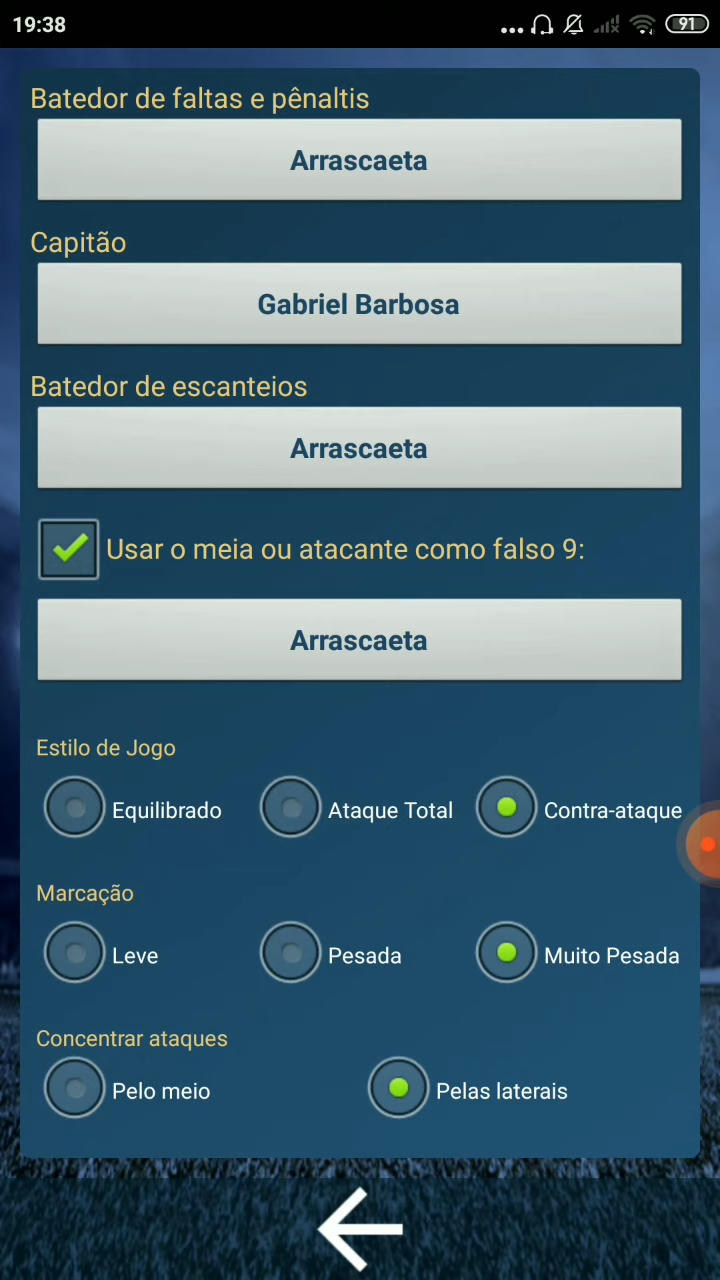 19:38
91
Batedor de faltas e pênaltis
Arrascaeta
Capitão
Gabriel Barbosa
Batedor de escanteios
Arrascaeta
Usar o meia ou atacante como falso 9:
Arrascaeta
Estilo de Jogo
Equilibrado Ataque Total Contra-ataque
Marcação
Leve Pesada Muito Pesada
Concentrar ataques
Pelo meio Pelas laterais